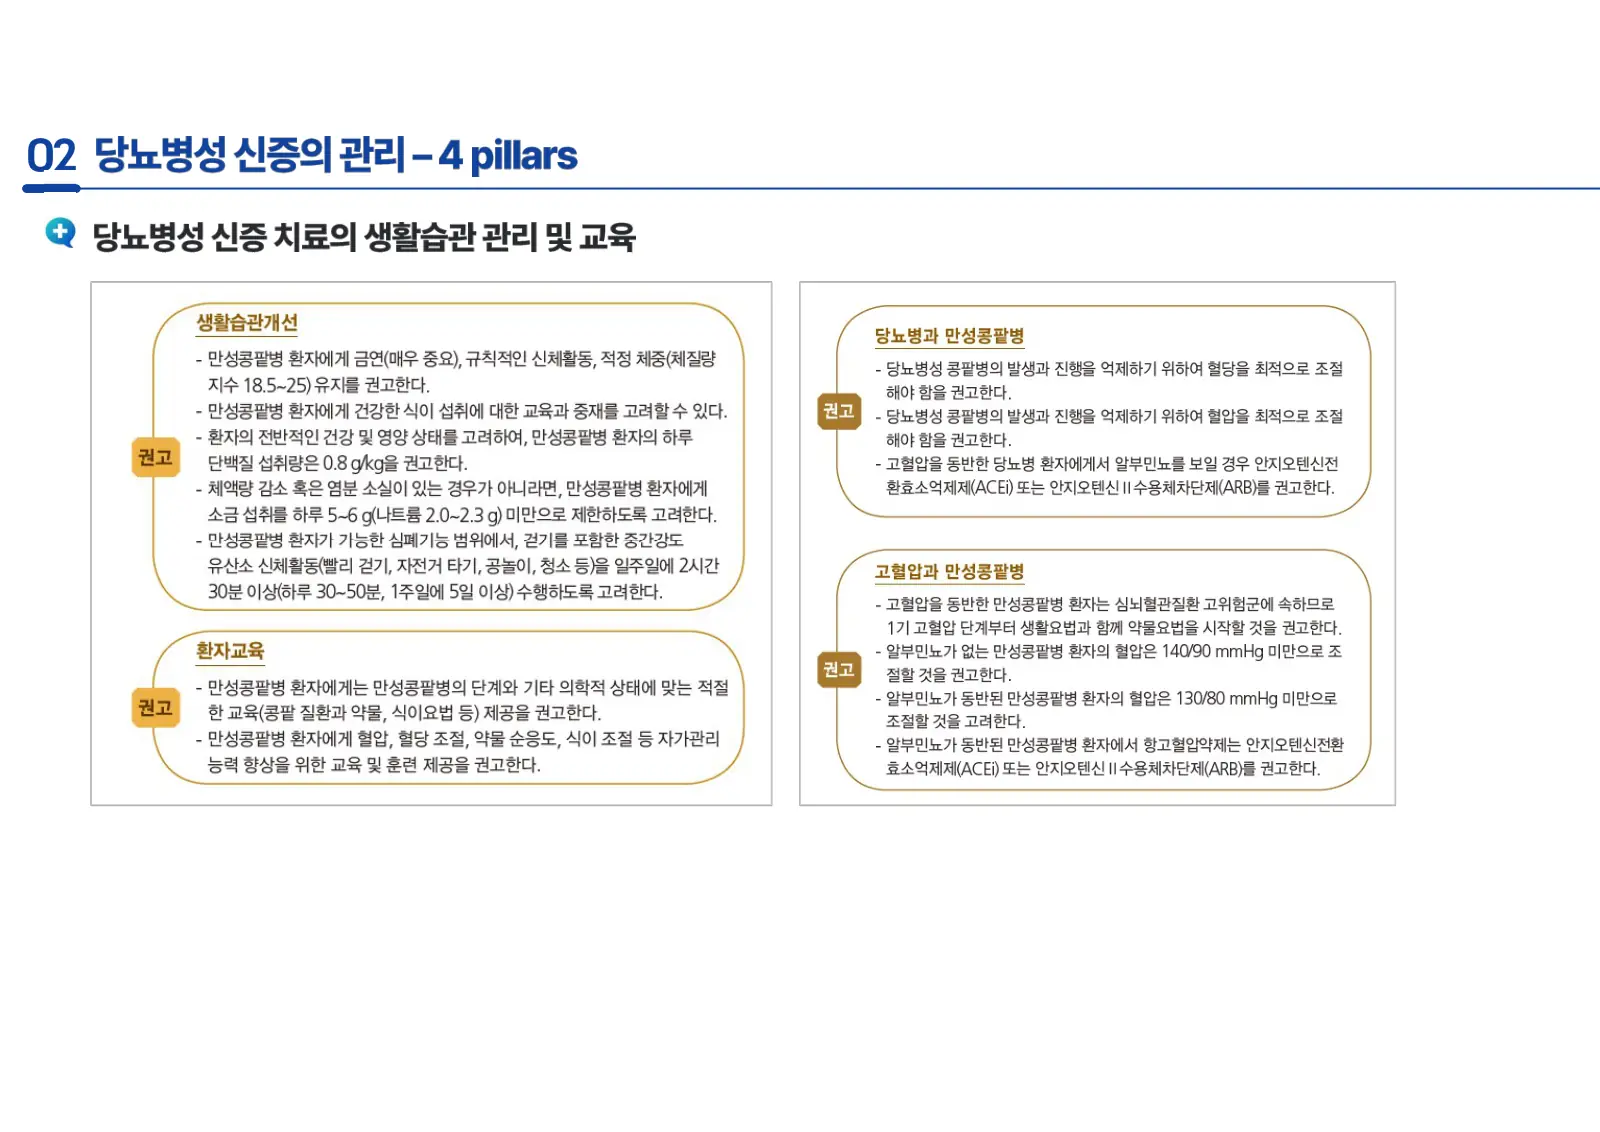 02 당뇨병성 신증의 관리 – 4 pillars
당뇨병성 신증 치료의 생활습관 관리 및 교육
생활습관개선
- 만성콩팥병 환자에게 금연(매우 중요), 규칙적인 신체활동, 적정 체중(체질량
지수 18.5~25) 유지를 권고한다.
- 만성콩팥병 환자에게 건강한 식이 섭취에 대한 교육과 중재를 고려할 수 있다.
- 환자의 전반적인 건강 및 영양 상태를 고려하여, 만성콩팥병 환자의 하루
권고
단백질 섭취량은 0.8 g/kg을 권고한다.
- 체액량 감소 혹은 염분 소실이 있는 경우가 아니라면, 만성콩팥병 환자에게
소금 섭취를 하루 5~6 g(나트륨 2.0~2.3 g) 미만으로 제한하도록 고려한다.
- 만성콩팥병 환자가 가능한 심폐기능 범위에서, 걷기를 포함한 중간강도
유산소 신체활동(빨리 걷기, 자전거 타기, 공놀이, 청소 등)을 일주일에 2시간
30분 이상(하루 30~50분, 1주일에 5일 이상) 수행하도록 고려한다.
환자교육
- 만성콩팥병 환자에게는 만성콩팥병의 단계와 기타 의학적 상태에 맞는 적절
권고
한 교육(콩팥 질환과 약물, 식이요법 등) 제공을 권고한다.
- 만성콩팥병 환자에게 혈압, 혈당 조절, 약물 순응도, 식이 조절 등 자가관리
능력 향상을 위한 교육 및 훈련 제공을 권고한다.
당뇨병과 만성콩팥병
- 당뇨병성 콩팥병의 발생과 진행을 억제하기 위하여 혈당을 최적으로 조절
해야 함을 권고한다.
권고
- 당뇨병성 콩팥병의 발생과 진행을 억제하기 위하여 혈압을 최적으로 조절
해야 함을 권고한다.
- 고혈압을 동반한 당뇨병 환자에게서 알부민뇨를 보일 경우 안지오텐신전
환효소억제제(ACEi) 또는 안지오텐신Ⅱ수용체차단제(ARB)를 권고한다.
고혈압과 만성콩팥병
- 고혈압을 동반한 만성콩팥병 환자는 심뇌혈관질환 고위험군에 속하므로
1기 고혈압 단계부터 생활요법과 함께 약물요법을 시작할 것을 권고한다.
- 알부민뇨가 없는 만성콩팥병 환자의 혈압은 140/90 mmHg 미만으로 조
권고
절할 것을 권고한다.
- 알부민뇨가 동반된 만성콩팥병 환자의 혈압은 130/80 mmHg 미만으로
조절할 것을 고려한다.
- 알부민뇨가 동반된 만성콩팥병 환자에서 항고혈압약제는 안지오텐신전환
효소억제제(ACEi) 또는 안지오텐신Ⅱ수용체차단제(ARB)를 권고한다.